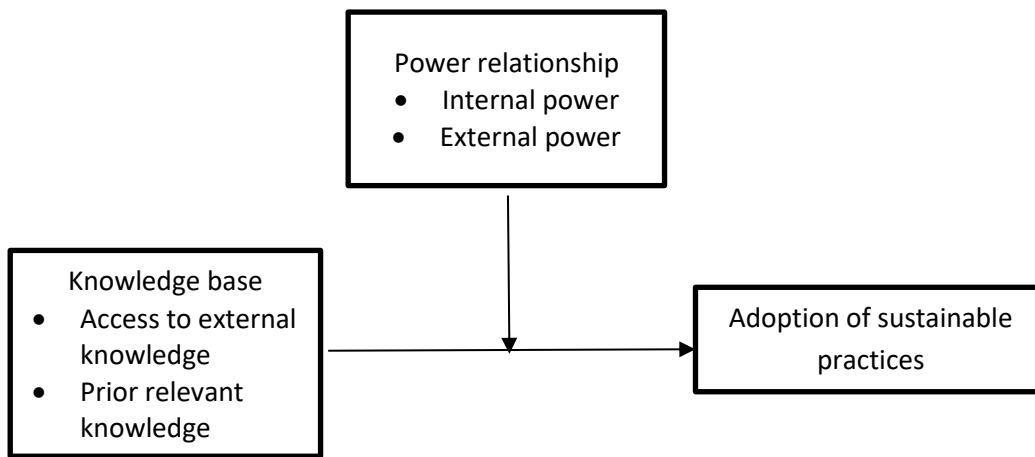 Power relationship
• Internal power
• External power
Knowledge base
• Access to external
knowledge
• Prior relevant
knowledge
Adoption of sustainable
practices